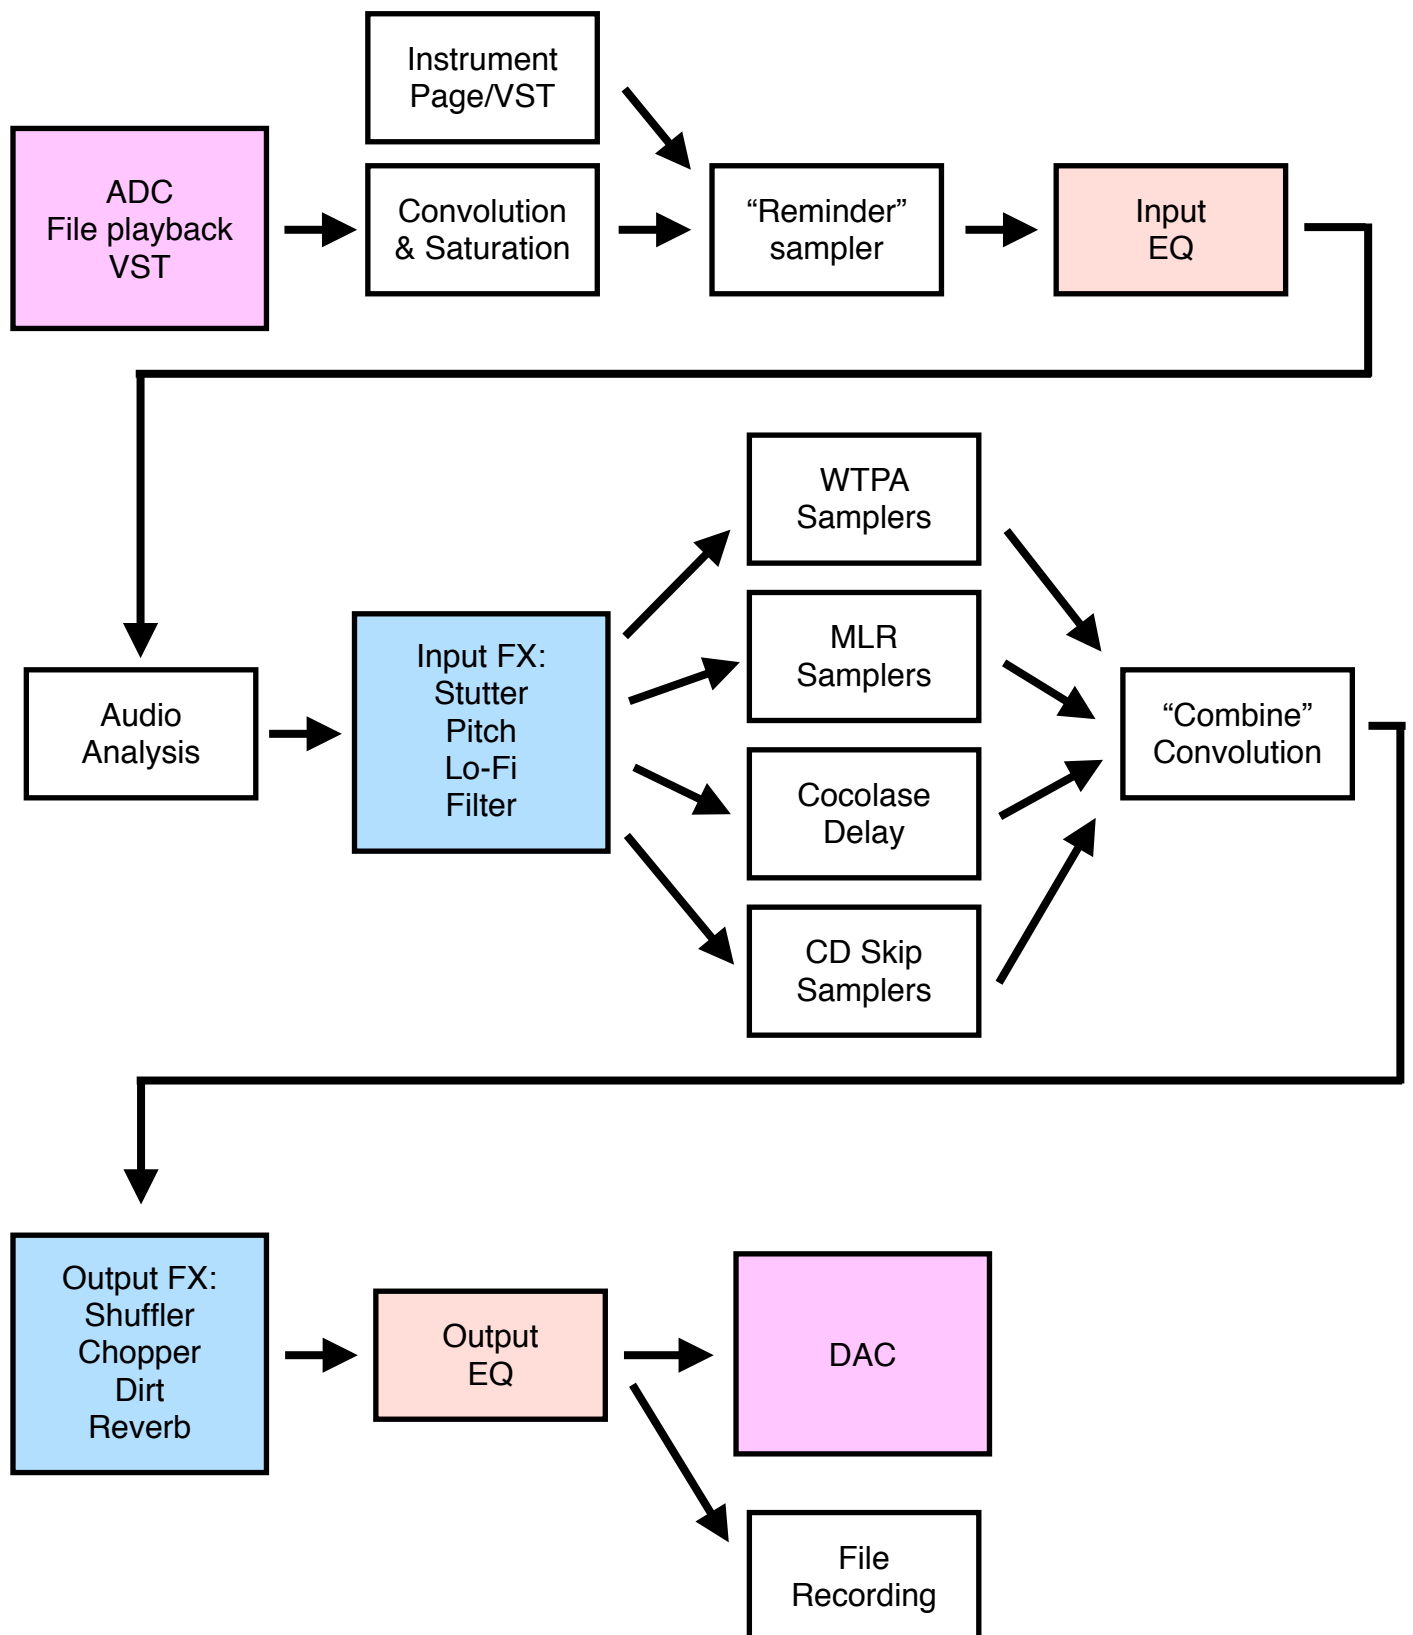 Instrument
Page/VST
ADC
File playback
VST
Convolution
& Saturation
“Reminder”
sampler
Input
EQ
WTPA
Samplers
MLR
Samplers
Cocolase
Delay
CD Skip
Samplers
Audio
Analysis
Input FX:
Stutter
Pitch
Lo-Fi
Filter
“Combine”
Convolution
Output FX:
Shuffler
Chopper
Dirt
Reverb
Output
EQ
DAC
File
Recording